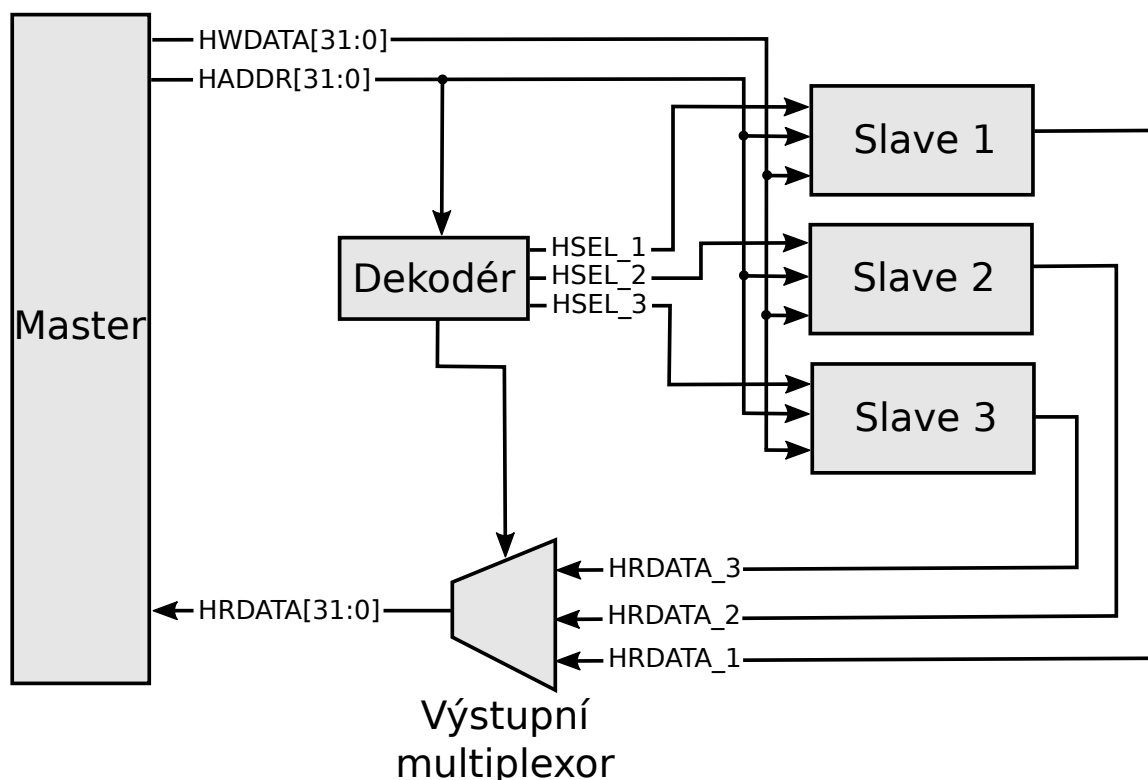 HWDATA[31:0]
HADDR[31:0]
Slave 1
HSEL_1
HSEL_2
HSEL_3
Dekodér
Slave 2
Master
Slave 3
HRDATA_3
HRDATA[31:0]
HRDATA_2
HRDATA_1
Výstupní
multiplexor